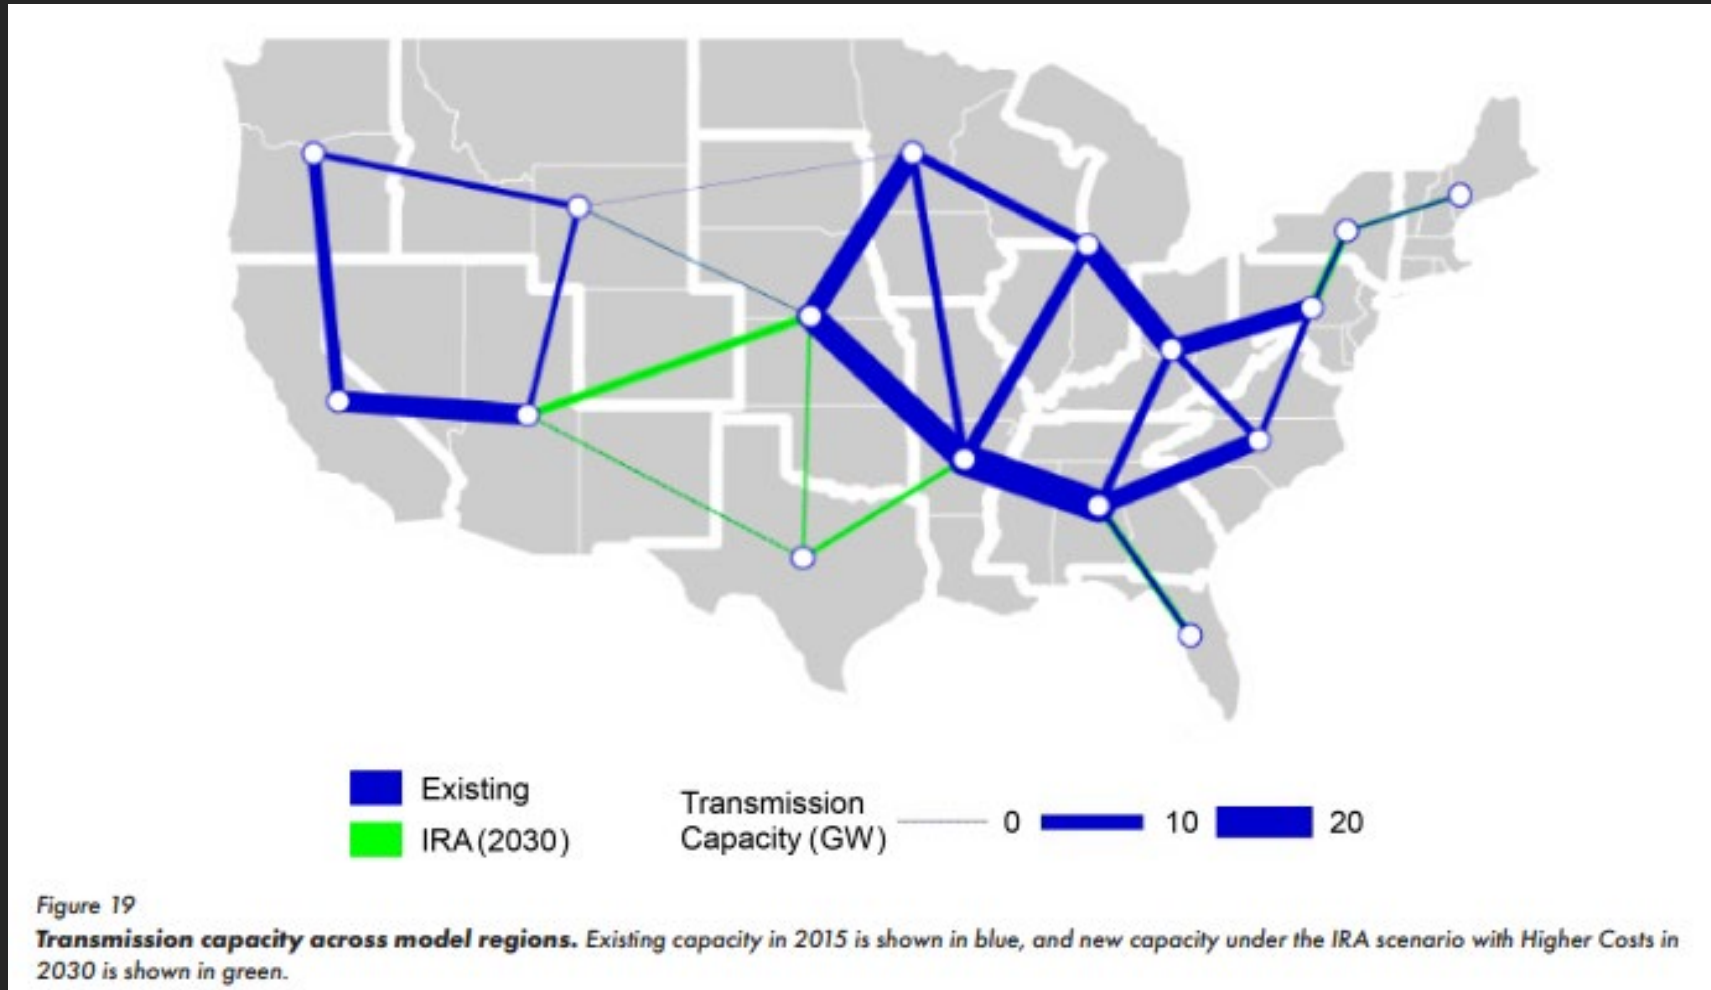 Existing
IRA (2030)
Transmission
Capacity (GW)
0
10
20
Figure 19
Transmission capacity across model regions. Existing capacity in 2015 is shown in blue, and new capacity under the IRA scenario with Higher Costs in
2030 is shown in green.